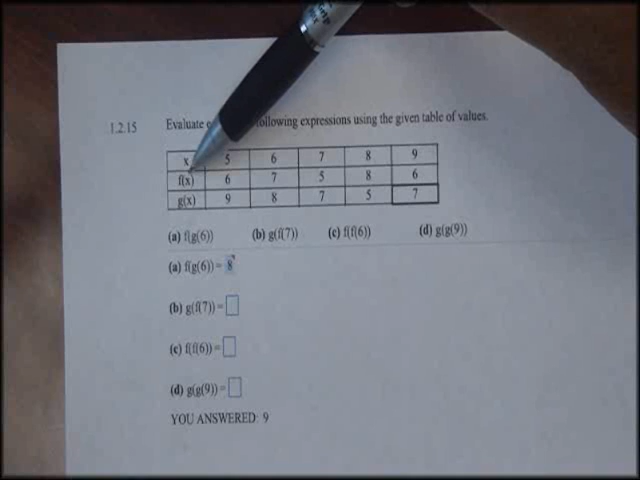 1.2.15 Evaluate following expressions using the given table of values.
x 5 6 7 8 9
f(x) 6 7 5 8 6
g(x) 9 8 7 5 7
(a) f(g(6)) (b) g(f(7)) (c) f(f(6)) (d) g(g(9))
(a) f(g(6)) = 8
(b) g(f(7)) =
(c) f(f(6)) =
(d) g(g(9)) =
YOU ANSWERED: 9